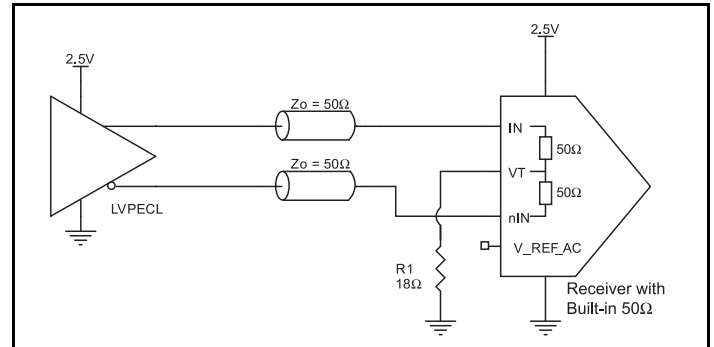 2.5V
2.5V
Zo = 50Ω
IN
50Ω
Zo = 50Ω
VT
50Ω
nIN
LVPECL
V_REF_AC
R1
18Ω
Receiver with
Built-in 50Ω